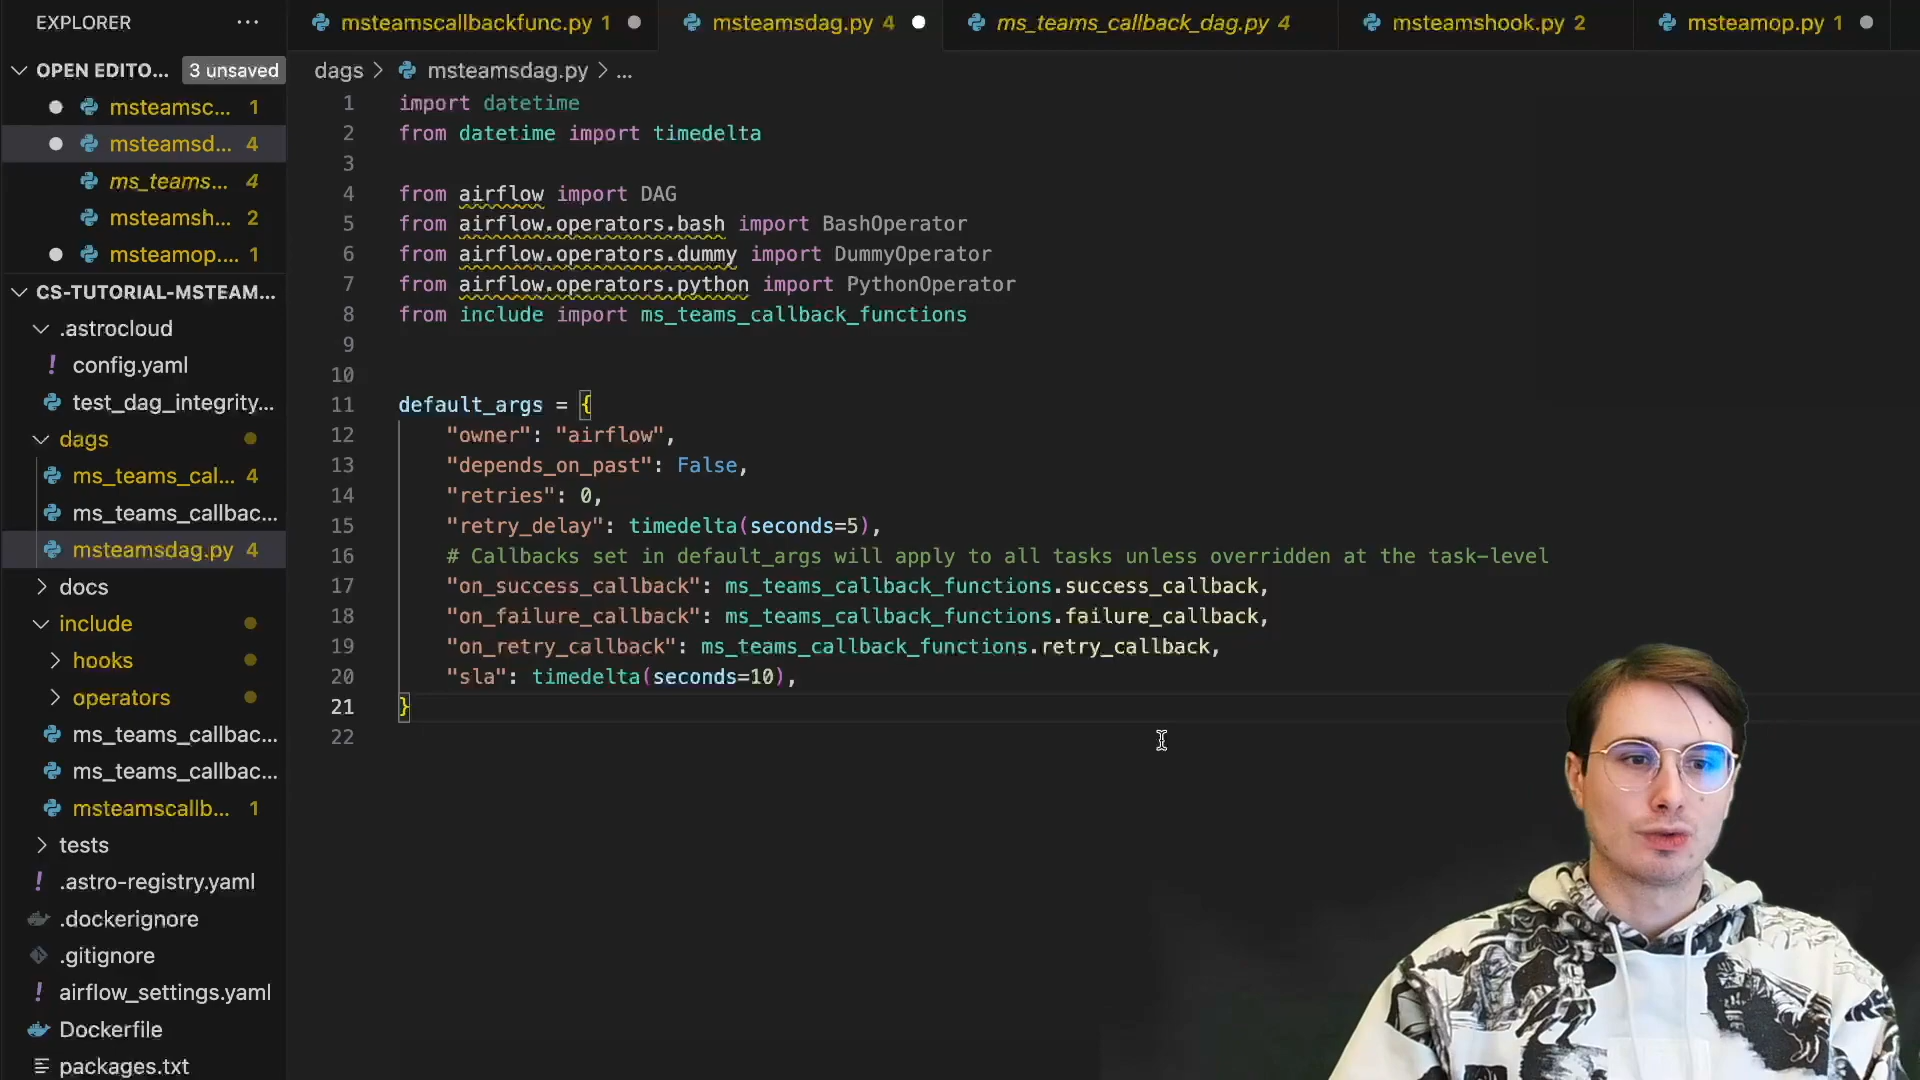 EXPLORER ...
OPEN EDITO... 3 unsaved
msteamsc... 1
msteamsd... 4
ms_teams... 4
msteamsh... 2
msteamop.... 1
CS-TUTORIAL-MSTEAM...
.astrocloud
! config.yaml
test_dag_integrity...
dags
ms_teams_cal... 4
ms_teams_callbac...
msteamsdag.py 4
docs
include
hooks
operators
ms_teams_callbac...
ms_teams_callbac...
msteamscallb... 1
tests
! .astro-registry.yaml
.dockerignore
.gitignore
! airflow_settings.yaml
Dockerfile
packages.txt
msteamscallbackfunc.py 1
msteamsdag.py 4
ms_teams_callback_dag.py 4
msteamshook.py 2
msteamop.py 1
dags > msteamsdag.py > ...
1 import datetime
2 from datetime import timedelta
3
4 from airflow import DAG
5 from airflow.operators.bash import BashOperator
6 from airflow.operators.dummy import DummyOperator
7 from airflow.operators.python import PythonOperator
8 from include import ms_teams_callback_functions
9
10
11 default_args = {
12 "owner": "airflow",
13 "depends_on_past": False,
14 "retries": 0,
15 "retry_delay": timedelta(seconds=5),
16 # Callbacks set in default_args will apply to all tasks unless overridden at the task-level
17 "on_success_callback": ms_teams_callback_functions.success_callback,
18 "on_failure_callback": ms_teams_callback_functions.failure_callback,
19 "on_retry_callback": ms_teams_callback_functions.retry_callback,
20 "sla": timedelta(seconds=10),
21 }
22